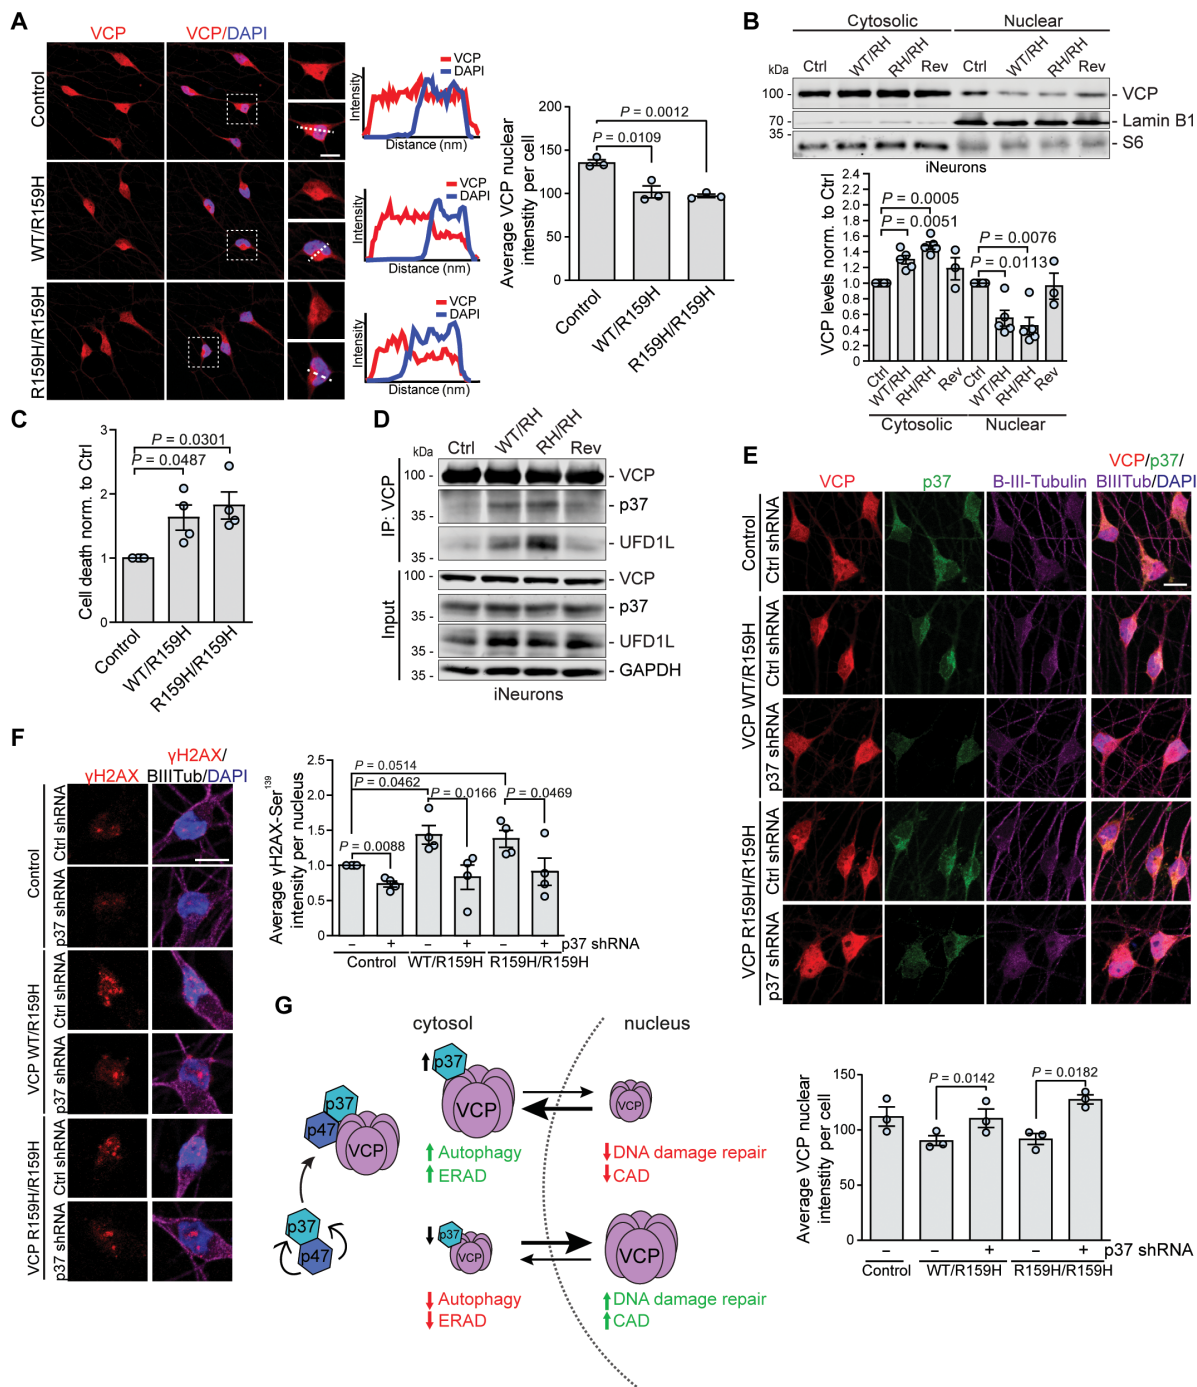 A
VCP
VCP/DAPI
Control
WT/R159H
R159H/R159H
Intensity
VCP
DAPI
Distance (nm)
Intensity
VCP
DAPI
Distance (nm)
Intensity
VCP
DAPI
Distance (nm)
Average VCP nuclear
intensity per cell
200
150
100
50
0
P = 0.0012
P = 0.0109
Control
WT/R159H
R159H/R159H
B
Cytosolic
Nuclear
kDa
Ctrl
WT/RH
RH/RH
Rev
Ctrl
WT/RH
RH/RH
Rev
100 -
- VCP
70 -
- Lamin B1
35 -
- S6
iNeurons
VCP levels norm. to Ctrl
2.4
2.2
2.0
1.8
1.6
1.4
1.2
1.0
0.8
0.6
0.4
0.2
0
P = 0.0005
P = 0.0051
P = 0.0076
P = 0.0113
Ctrl
WT/RH
RH/RH
Rev
Ctrl
WT/RH
RH/RH
Rev
Cytosolic
Nuclear
C
Cell death norm. to Ctrl
3
2
1
0
P = 0.0301
P = 0.0487
Control
WT/R159H
R159H/R159H
D
kDa
Ctrl
WT/RH
RH/RH
Rev
IP: VCP
100 -
- VCP
- p37
35 -
- UFD1L
35 -
Input
100 -
- VCP
- p37
35 -
- UFD1L
35 -
35 -
- GAPDH
iNeurons
E
VCP
p37
B-III-Tubulin
VCP/p37/
BIIITub/DAPI
Control
Ctrl shRNA
VCP WT/R159H
Ctrl shRNA
p37 shRNA
VCP R159H/R159H
Ctrl shRNA
p37 shRNA
Average VCP nuclear
intenstity per cell
150
100
50
0
P = 0.0142
P = 0.0182
–
–
+
–
+
p37 shRNA
Control
WT/R159H
R159H/R159H
F
γH2AX
γH2AX/
BIIITub/DAPI
Control
Ctrl shRNA
p37 shRNA
VCP WT/R159H
Ctrl shRNA
p37 shRNA
VCP R159H/R159H
Ctrl shRNA
p37 shRNA
Average γH2AX-Ser139
intensity per nucleus
2.5
2.0
1.5
1.0
0.5
0
P = 0.0514
P = 0.0462
P = 0.0166
P = 0.0469
P = 0.0088
–
+
–
+
–
+
p37 shRNA
Control
WT/R159H
R159H/R159H
G
cytosol
nucleus
p37
VCP
VCP
p37
p47
VCP
Autophagy
ERAD
DNA damage repair
CAD
p37
p47
p37
VCP
VCP
Autophagy
ERAD
DNA damage repair
CAD